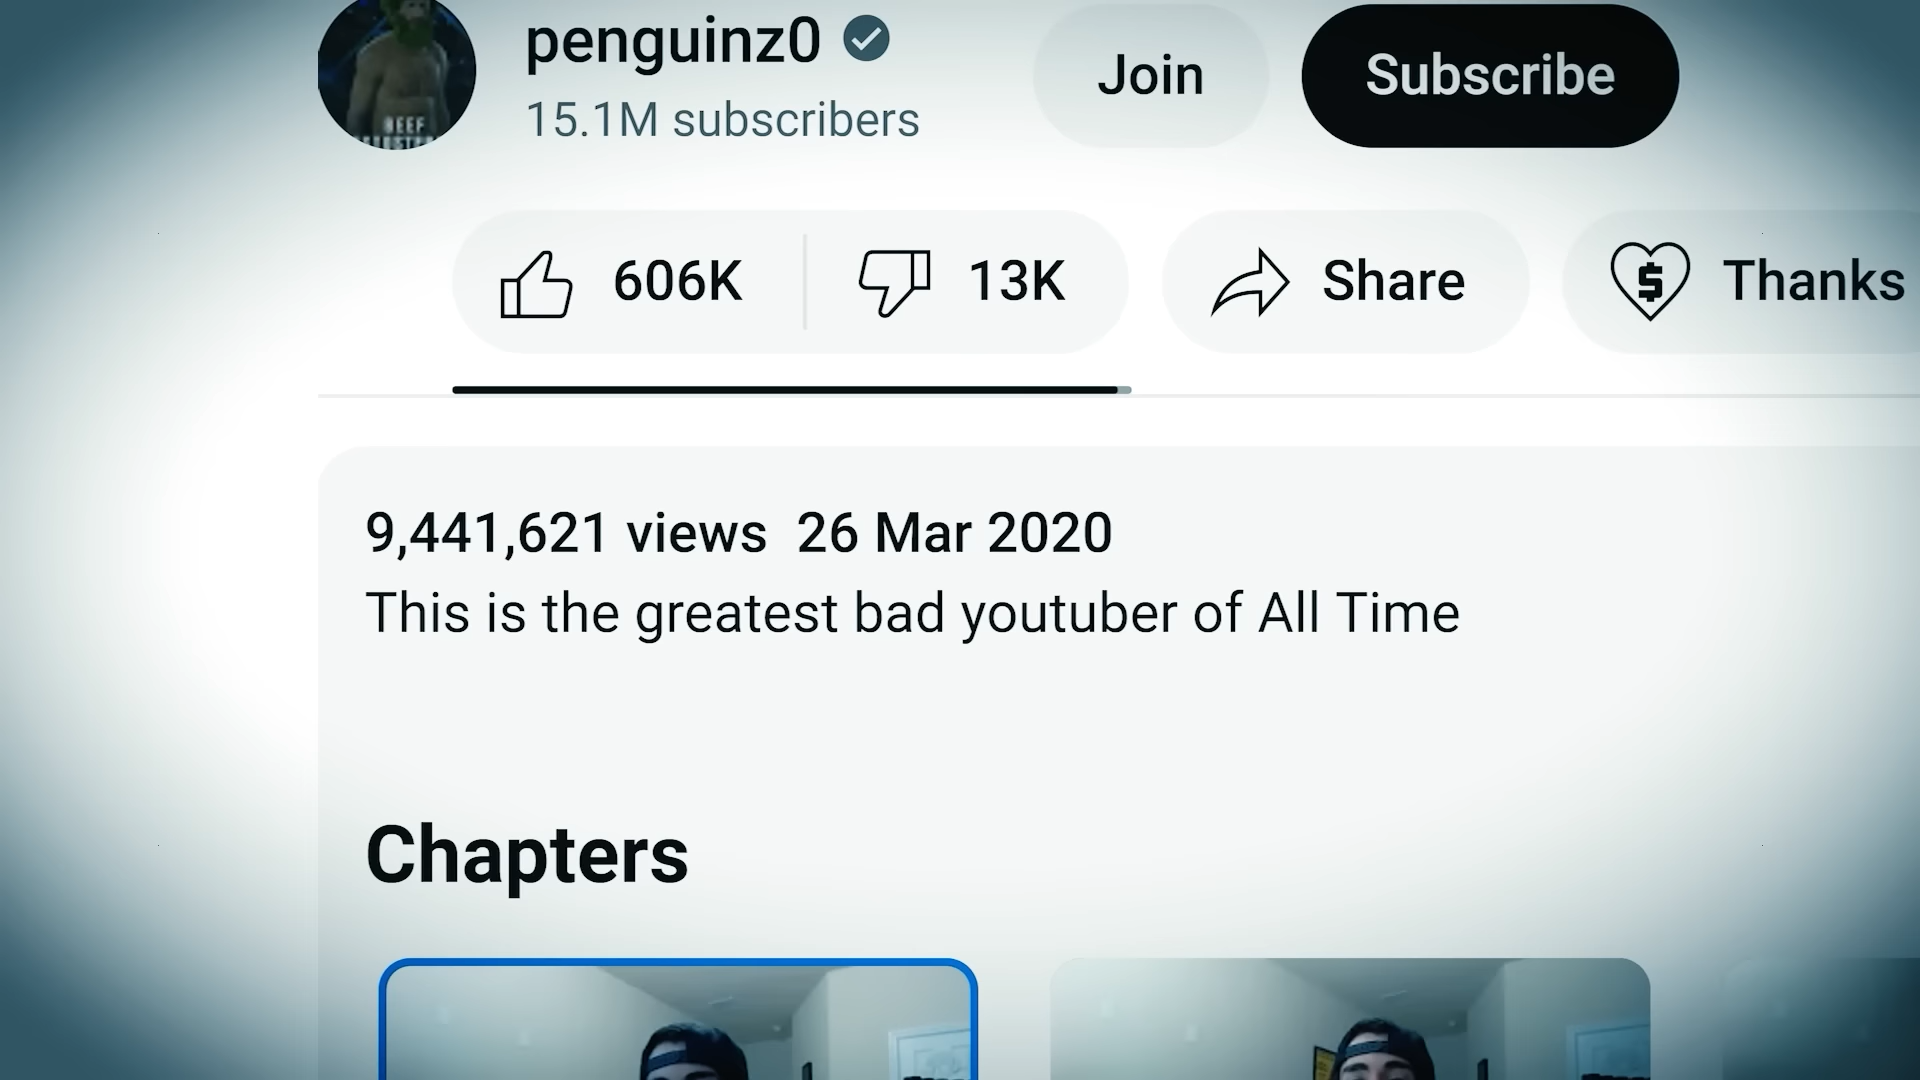 penguinz0
15.1M subscribers
Join
Subscribe
BEEF
606K
13K
Share
Thanks
9,441,621 views 26 Mar 2020
This is the greatest bad youtuber of All Time
Chapters